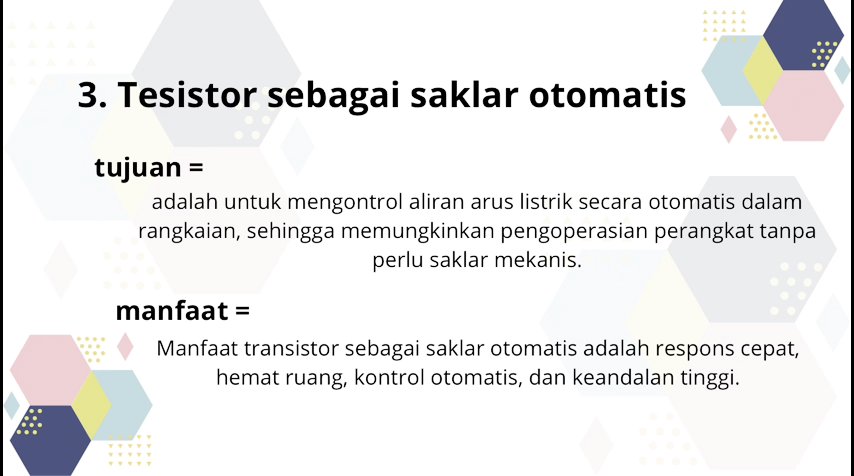 3. Tesistor sebagai saklar otomatis
tujuan =
adalah untuk mengontrol aliran arus listrik secara otomatis dalam
rangkaian, sehingga memungkinkan pengoperasian perangkat tanpa
perlu saklar mekanis.
manfaat =
Manfaat transistor sebagai saklar otomatis adalah respons cepat,
hemat ruang, kontrol otomatis, dan keandalan tinggi.